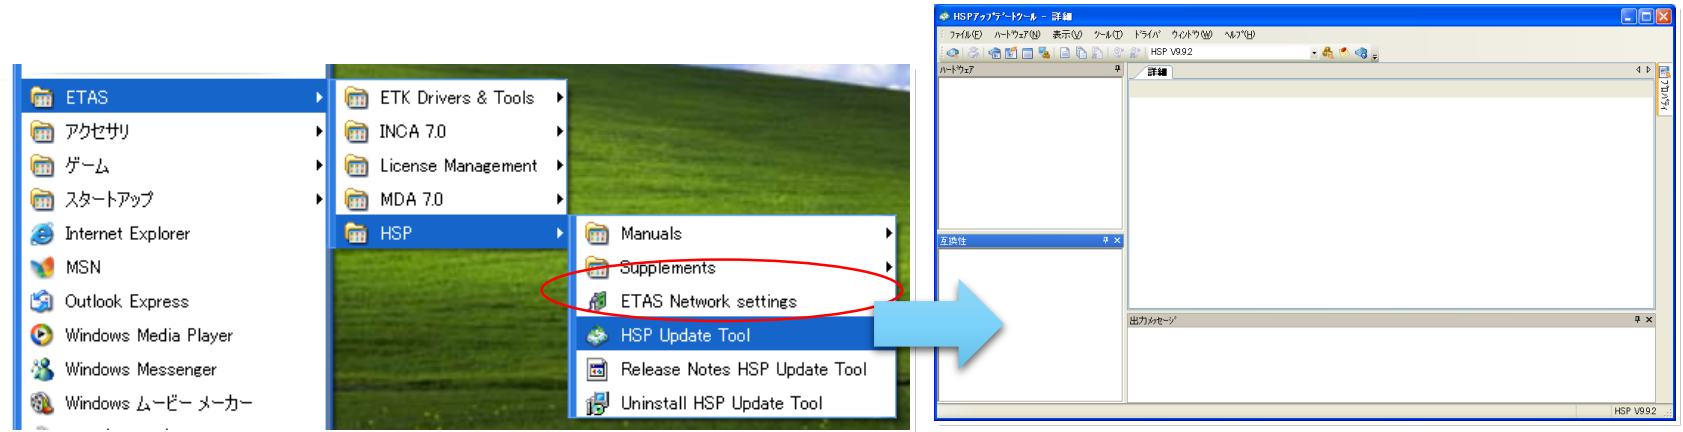 ETAS
アクセサリ
ゲーム
スタートアップ
Internet Explorer
MSN
Outlook Express
Windows Media Player
Windows Messenger
Windows ムービー メーカー
ETK Drivers & Tools
INCA 7.0
License Management
MDA 7.0
HSP
Manuals
Supplements
ETAS Network settings
HSP Update Tool
Release Notes HSP Update Tool
Uninstall HSP Update Tool
HSPアップデートツール - 詳細
ファイル(F) ハードウェア(N) 表示(V) ツール(T) ドライバ ウィンドウ(W) ヘルプ(H)
HSP V9.9.2
ハードウェア
詳細
プロパティ
互換性
出力メッセージ
HSP V9.9.2